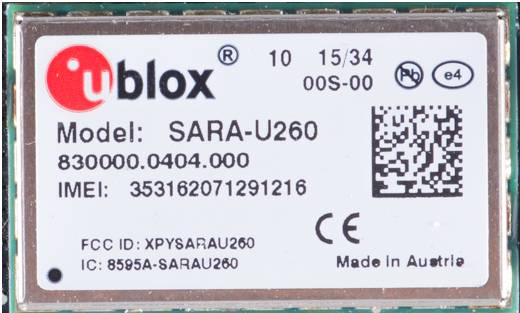 ublox ® 10 15/34
00S-00 Pb e4
Model: SARA-U260
830000.0404.000
IMEI: 353162071291216
CE
FCC ID: XPYSARAU260
IC: 8595A-SARAU260 Made in Austria